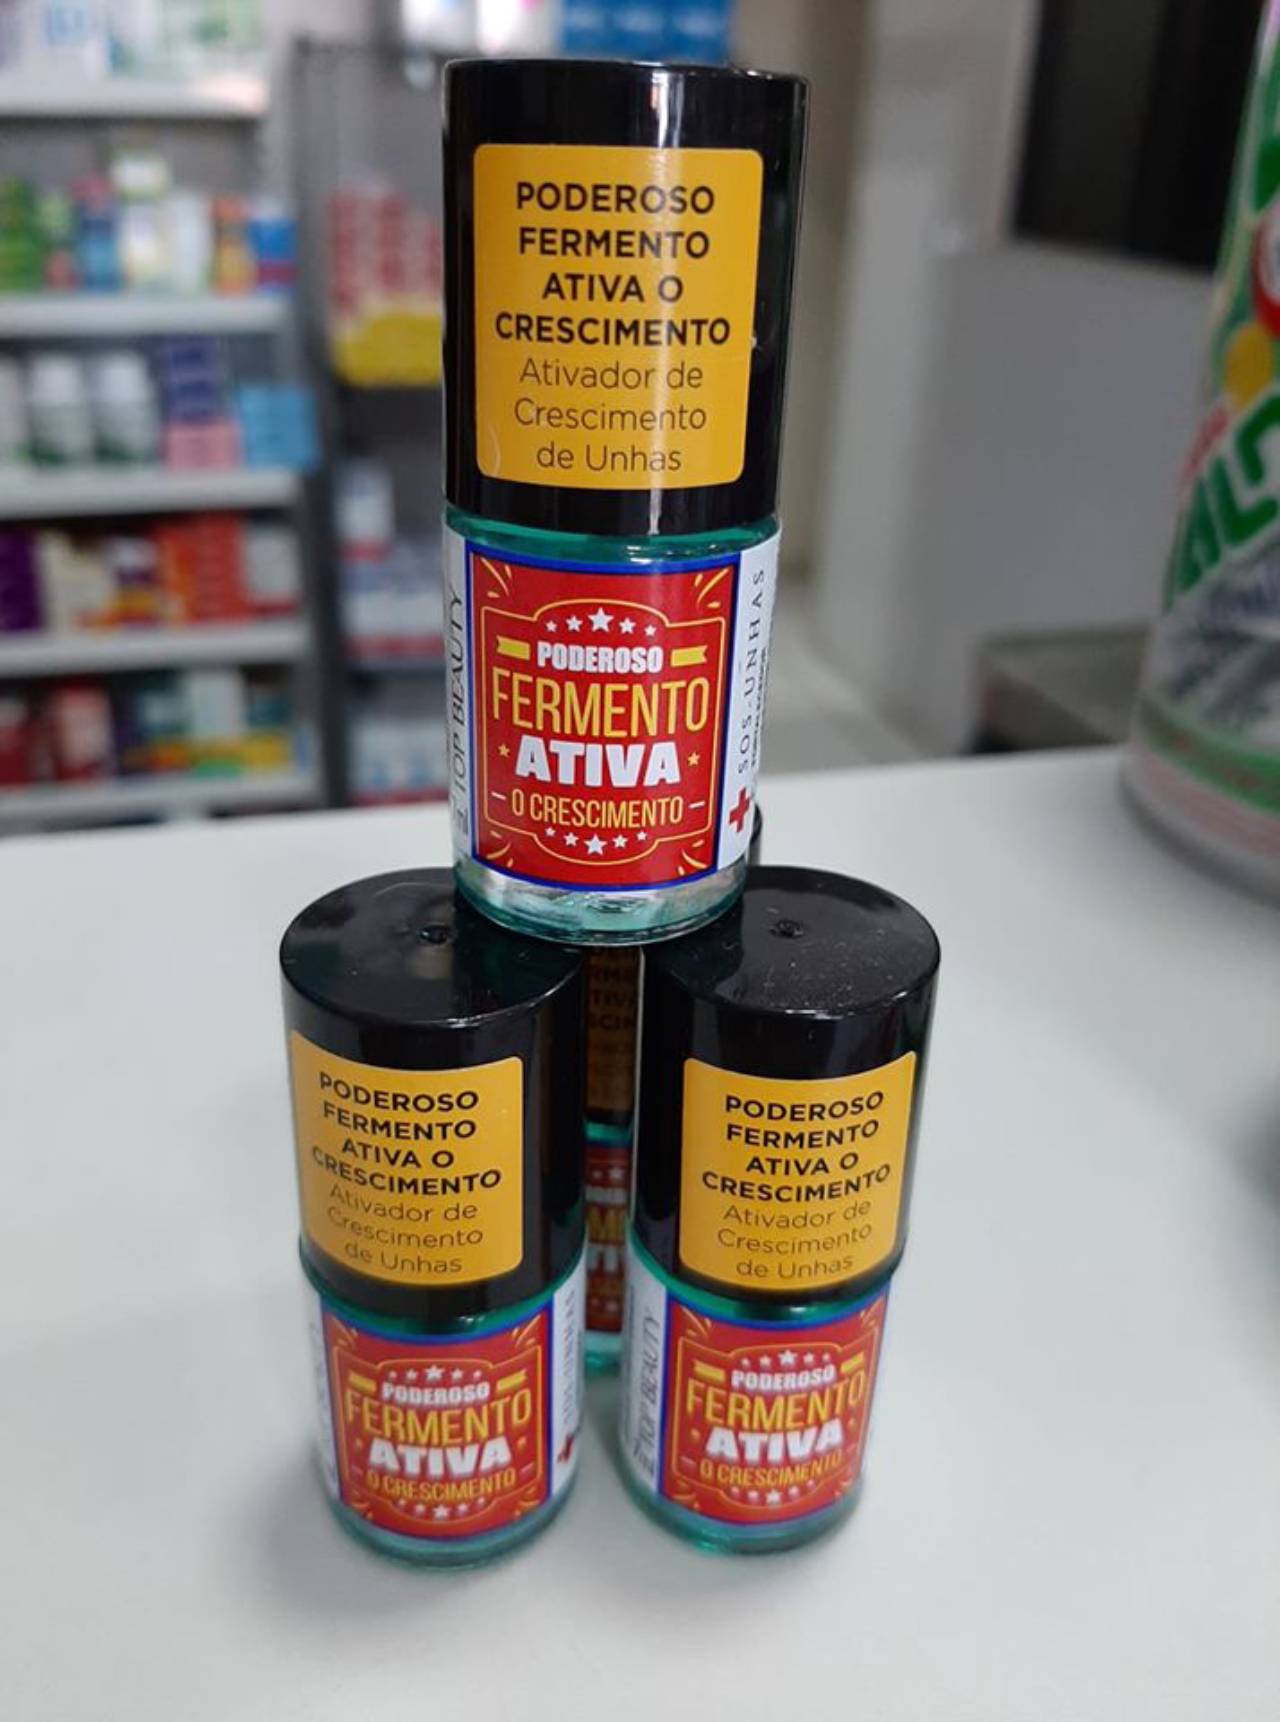 PODEROSO
FERMENTO
ATIVA O
CRESCIMENTO
Ativador de
Crescimento
de Unhas
TOP BEAUTY
PODEROSO
FERMENTO
ATIVA
O CRESCIMENTO
SOS UNHAS
PODEROSO
FERMENTO
ATIVA O
CRESCIMENTO
Ativador de
Crescimento
de Unhas
PODEROSO
FERMENTO
ATIVA
O CRESCIMENTO
PODEROSO
FERMENTO
ATIVA O
CRESCIMENTO
Ativador de
Crescimento
de Unhas
TOP BEAUTY
PODEROSO
FERMENTO
ATIVA
O CRESCIMENTO